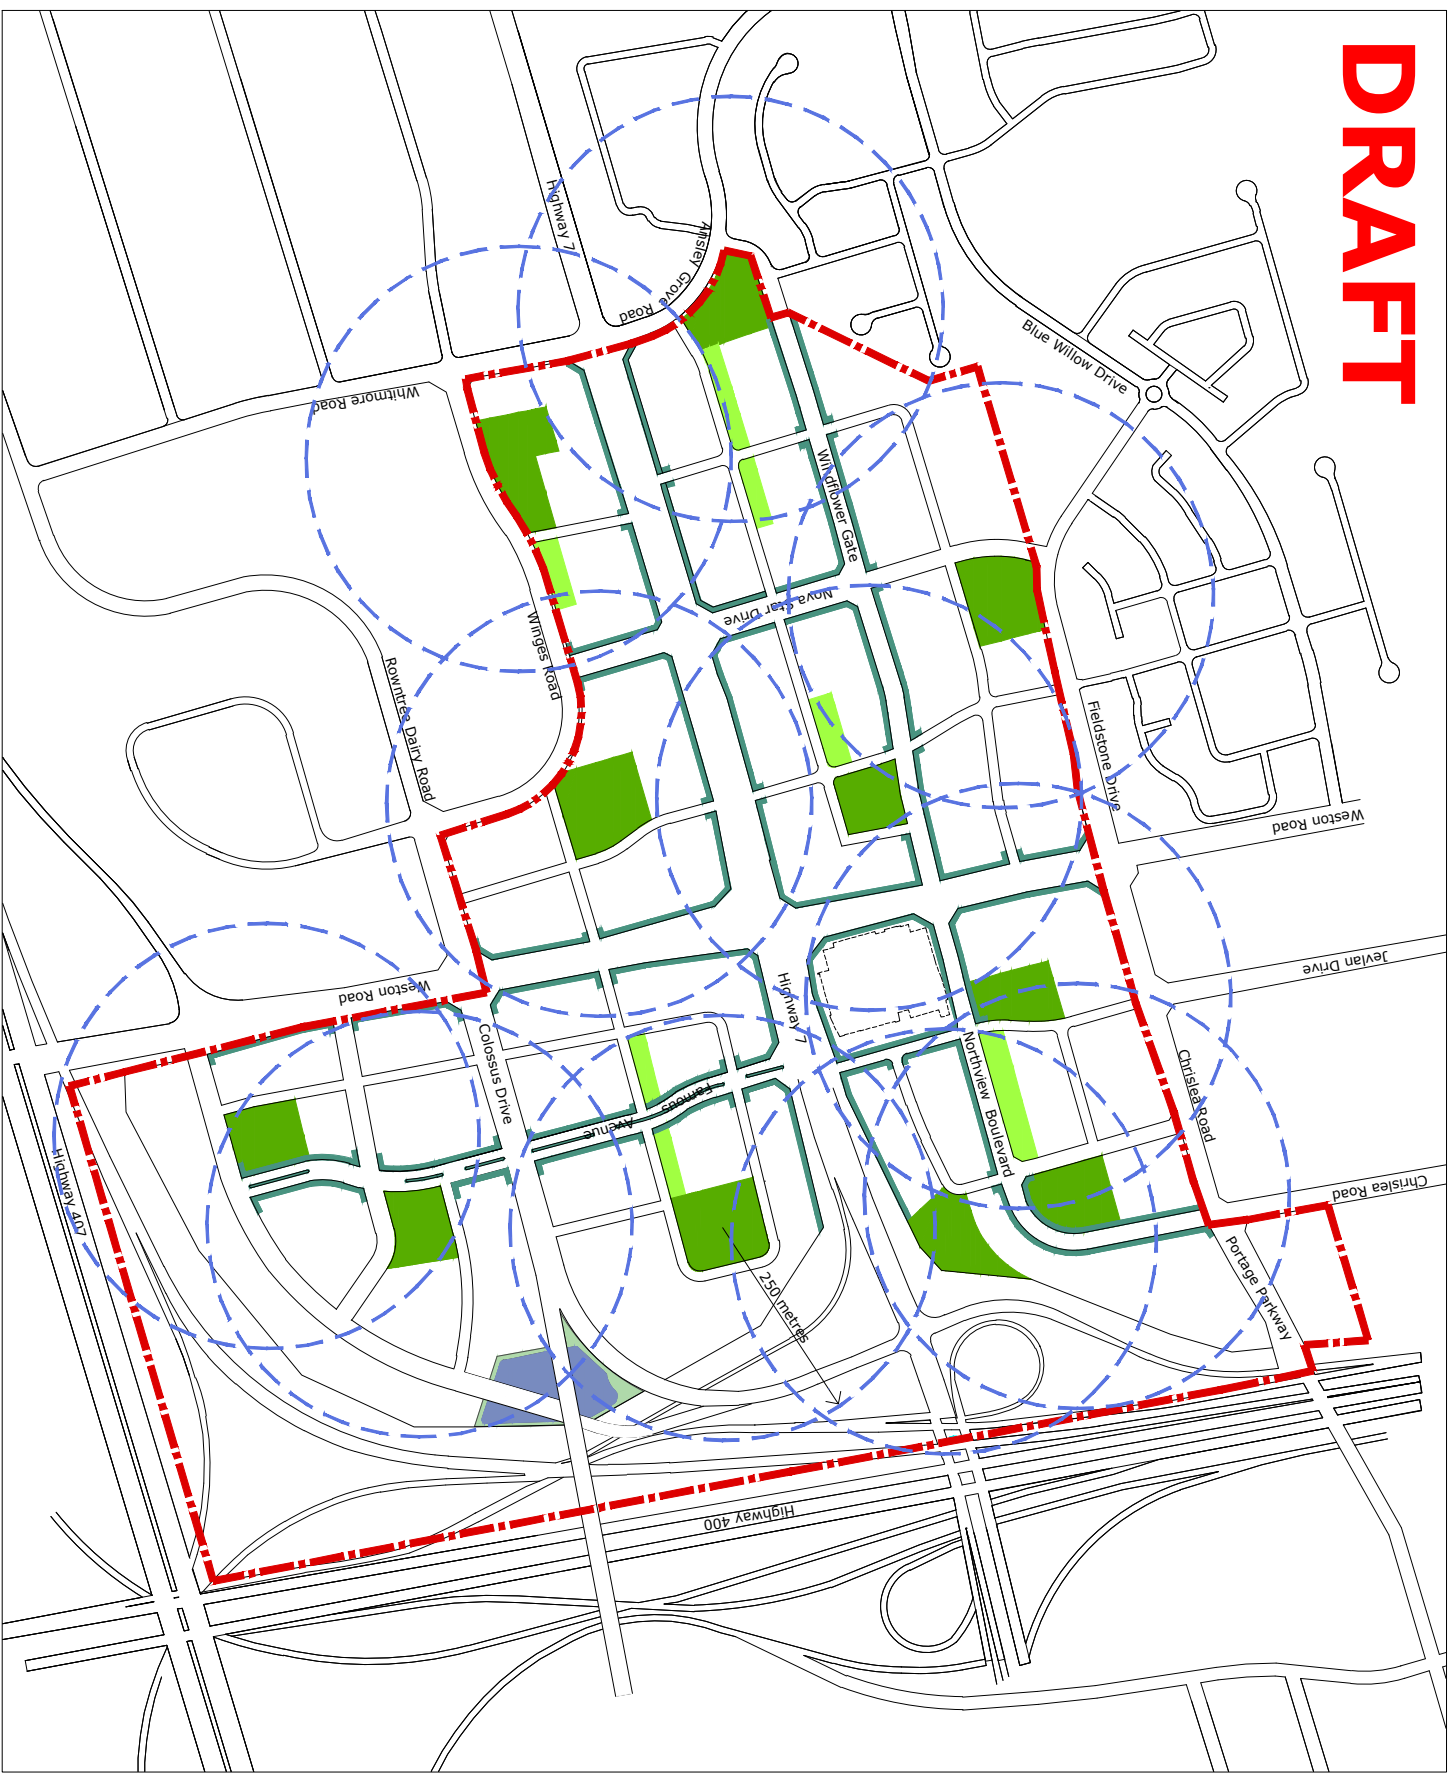 DRAFT
Highway 7
Ansley Grove
Road
Blue Willow Drive
Whitmore Road
Windflower Gate
Nova Star Drive
Winges Road
Rowntree Dairy Road
Fieldstone Drive
Weston Road
Jevlan Drive
Weston Road
Highway 7
Colossus Drive
Northview Boulevard
Chrislea Road
Famous
Avenue
Highway 407
Chrislea Road
Portage Parkway
250 metres
Highway 400